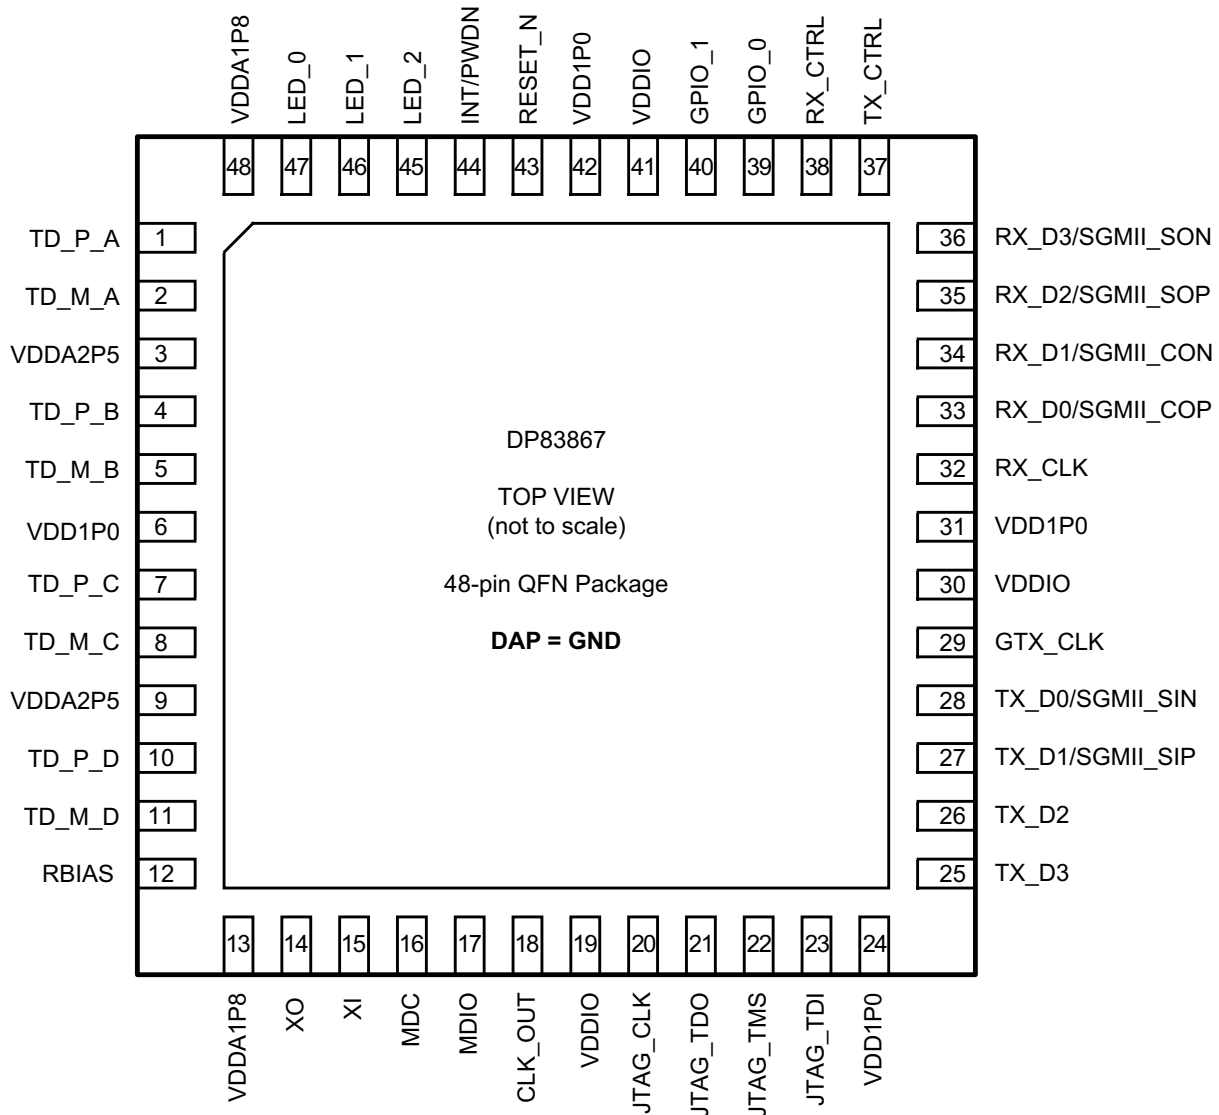 VDDA1P8
LED_0
LED_1
LED_2
INT/PWDN
RESET_N
VDD1P0
VDDIO
GPIO_1
GPIO_0
RX_CTRL
TX_CTRL
48
47
46
45
44
43
42
41
40
39
38
37
TD_P_A 1
TD_M_A 2
VDDA2P5 3
TD_P_B 4
TD_M_B 5
VDD1P0 6
TD_P_C 7
TD_M_C 8
VDDA2P5 9
TD_P_D 10
TD_M_D 11
RBIAS 12
DP83867
TOP VIEW
(not to scale)
48-pin QFN Package
DAP = GND
36 RX_D3/SGMII_SON
35 RX_D2/SGMII_SOP
34 RX_D1/SGMII_CON
33 RX_D0/SGMII_COP
32 RX_CLK
31 VDD1P0
30 VDDIO
29 GTX_CLK
28 TX_D0/SGMII_SIN
27 TX_D1/SGMII_SIP
26 TX_D2
25 TX_D3
13
14
15
16
17
18
19
20
21
22
23
24
VDDA1P8
XO
XI
MDC
MDIO
CLK_OUT
VDDIO
JTAG_CLK
JTAG_TDO
JTAG_TMS
JTAG_TDI
VDD1P0